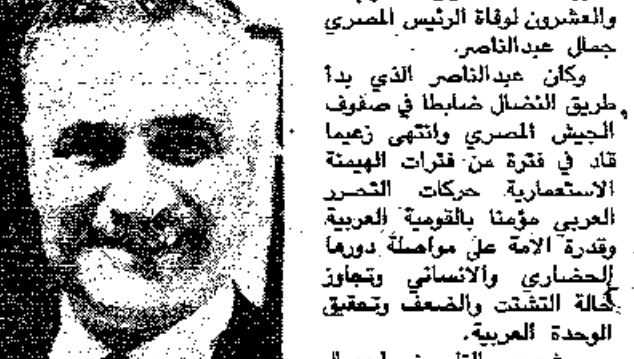 والعشرون لوفاة الرئيس المصري
جمال عبدالناصر.
وكان عبدالناصر الذي بدأ
طريق النضال ضابطا في صفوف
الجيش المصري وانتهى زعيما
قاد في فترة من فترات الهيمنة
الاستعمارية حركات التحرر
العربي مؤمنا بالقومية العربية
وقدرة الامة على مواصلة دورها
الحضاري والانساني وتجاوز
حالة التشتت والضعف وتحقيق
الوحدة العربية.